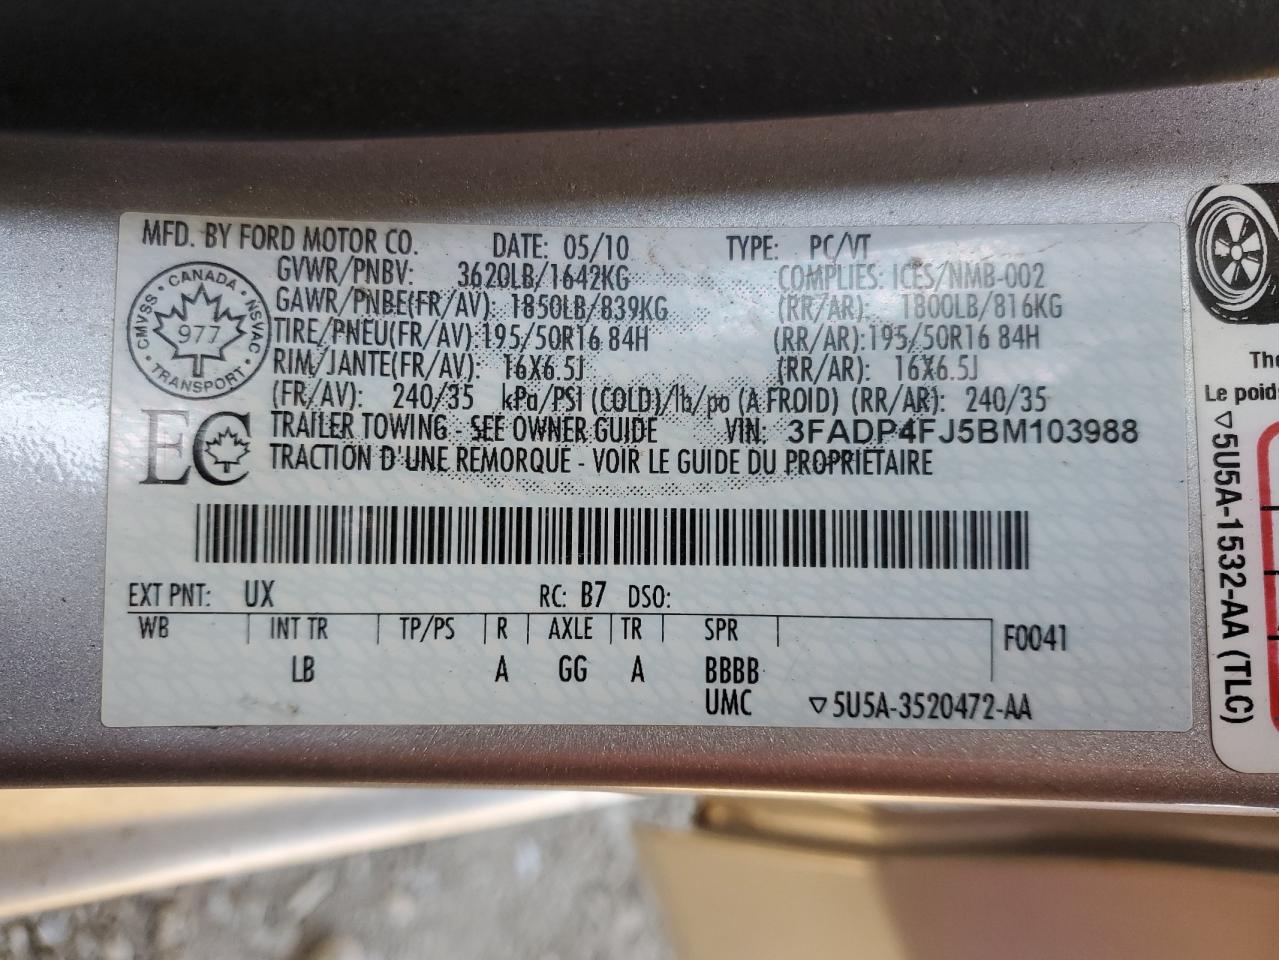 MFD. BY FORD MOTOR CO. DATE: 05/10 TYPE: PC/VT
GVWR/PNBV: 3620LB/1642KG COMPLIES: ICES/NMB-002
GAWR/PNBE(FR/AV): 1850LB/839KG (RR/AR): 1800LB/816KG
TIRE/PNEU(FR/AV):195/50R16 84H (RR/AR):195/50R16 84H
RIM/JANTE(FR/AV): 16X6.5J (RR/AR): 16X6.5J
(FR/AV): 240/35 kPa/PSI (COLD)/lb/po (A FROID) (RR/AR): 240/35
TRAILER TOWING - SEE OWNER GUIDE VIN: 3FADP4FJ5BM103988
TRACTION D'UNE REMORQUE - VOIR LE GUIDE DU PROPRIÉTAIRE
CANADA
CMVSS 977 NSVAC
TRANSPORT
EC
EXT PNT: UX RC: B7 DSO:
WB INT TR TP/PS R AXLE TR SPR F0041
LB A GG A BBBB
UMC ▽5U5A-3520472-AA
The
Le poids
▽5U5A-1532-AA (TLC)